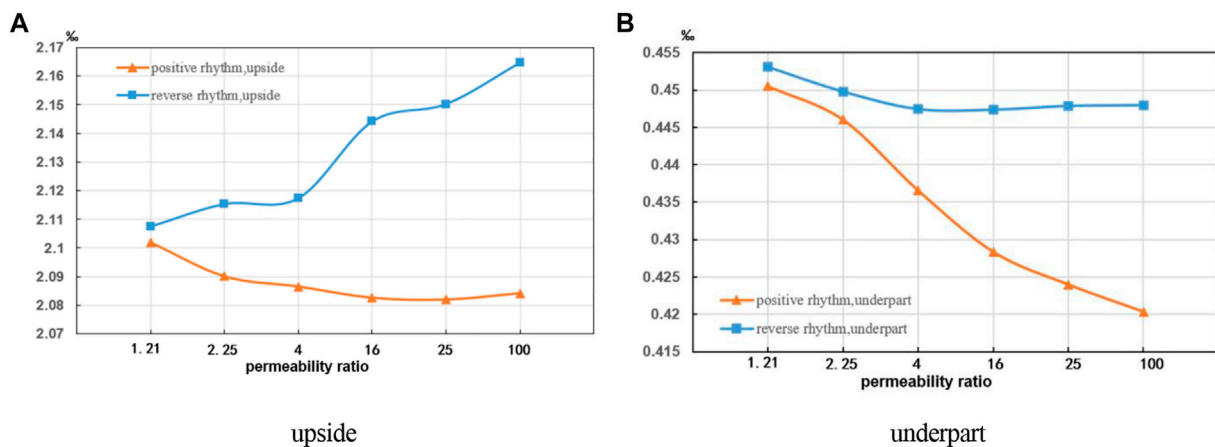 A
‰
2.17
2.16
2.15
2.14
2.13
2.12
2.11
2.1
2.09
2.08
2.07
positive rhythm,upside
reverse rhythm,upside
1.21 2.25 4 16 25 100
permeability ratio
upside
B
‰
0.455
0.45
0.445
0.44
0.435
0.43
0.425
0.42
0.415
positive rhythm,underpart
reverse rhythm,underpart
1.21 2.25 4 16 25 100
permeability ratio
underpart